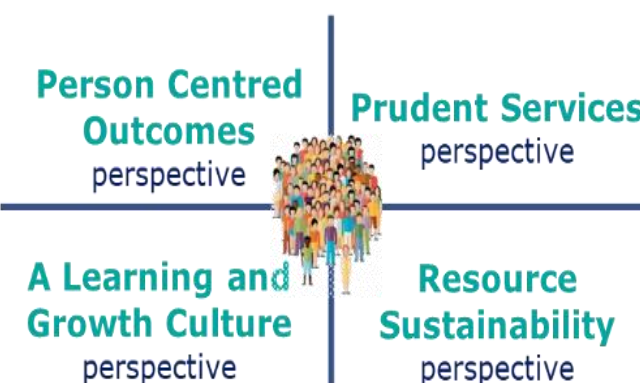 Person Centred
Outcomes
perspective
Prudent Services
perspective
A Learning and
Growth Culture
perspective
Resource
Sustainability
perspective